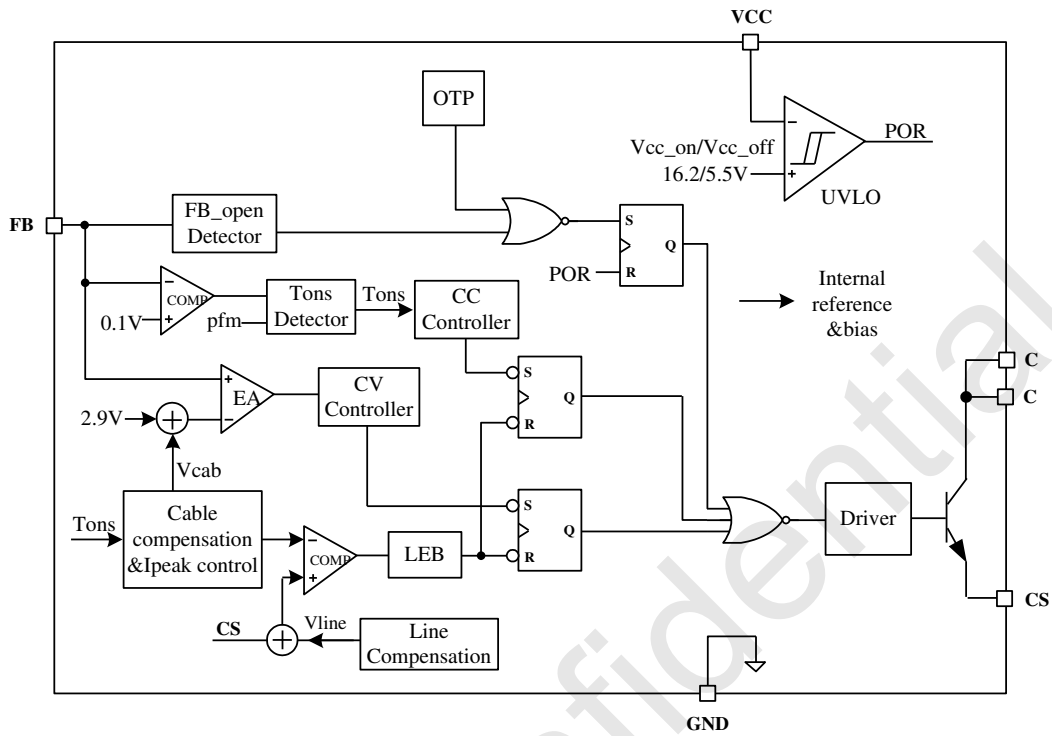 VCC
OTP
Vcc_on/Vcc_off
16.2/5.5V
−
+
POR
UVLO
FB
FB_open
Detector
S
Q
R
POR
−
COMP
+
0.1V
pfm
Tons
Detector
Tons
CC
Controller
Internal
reference
&bias
C
C
S
Q
R
+
EA
−
CV
Controller
2.9V
+
Vcab
Tons
Cable
compensation
&Ipeak control
−
COMP
+
LEB
S
Q
R
Driver
CS
CS
+
Vline
Line
Compensation
GND
fidential